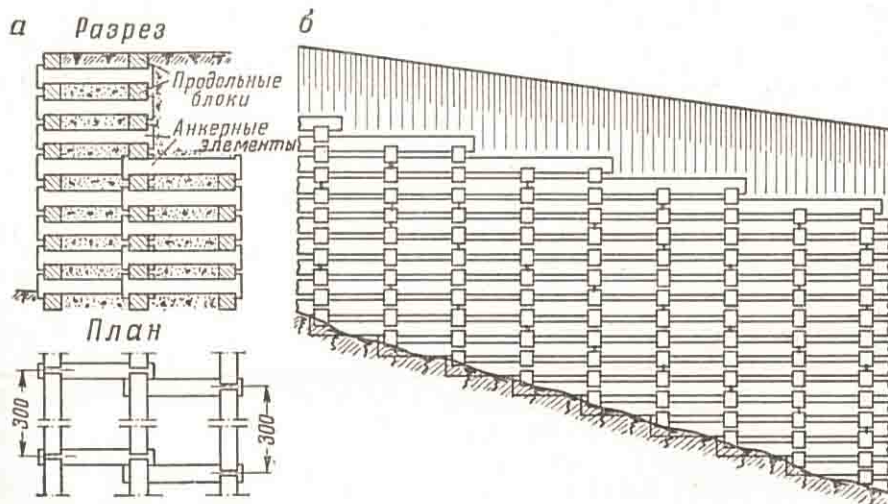 а Разрез
Продольные
блоки
Анкерные
элементы
План
300
300
б